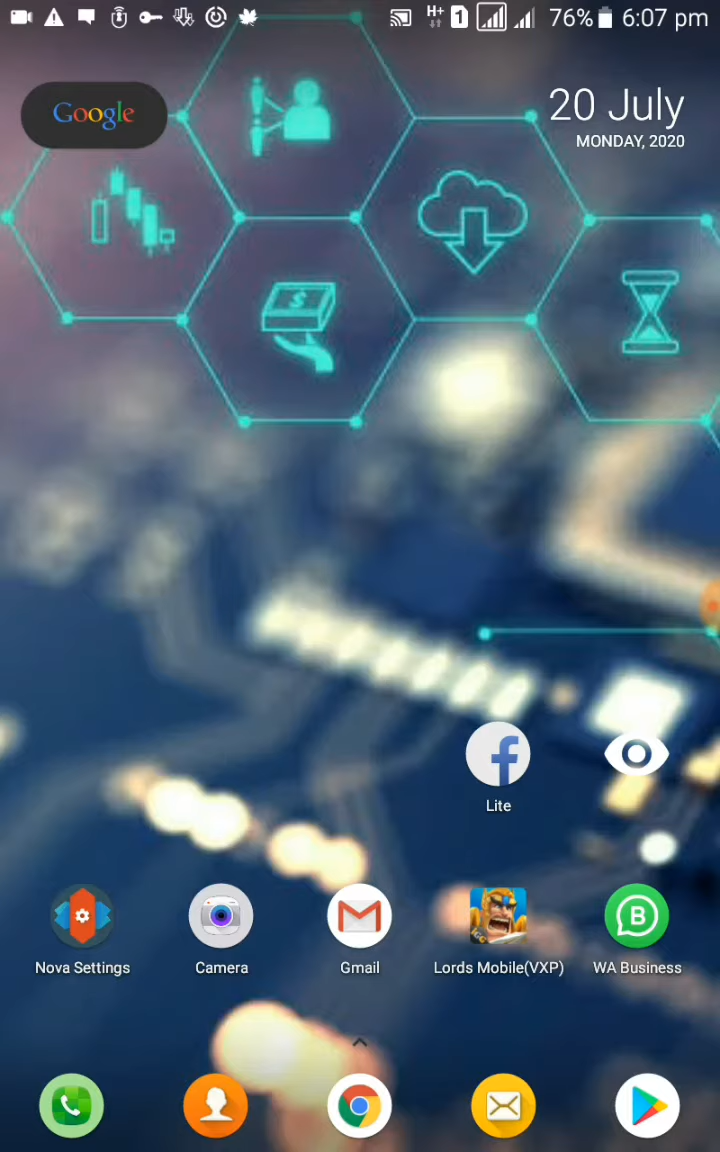 H+ 1 76% 6:07 pm
Google
20 July
MONDAY, 2020
$
Lite
Nova Settings
Camera
Gmail
Lords Mobile(VXP)
WA Business